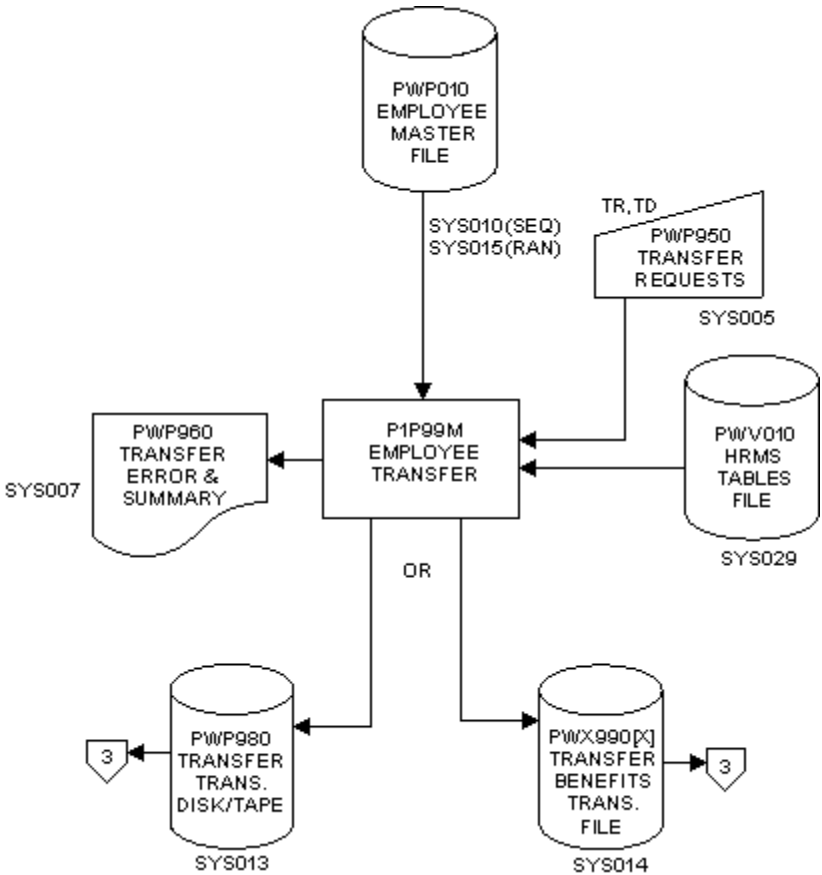 PWP010
EMPLOYEE
MASTER
FILE
SYS010(SEQ)
SYS015(RAN)
TR,TD
PWP950
TRANSFER
REQUESTS
SYS005
P1P99M
EMPLOYEE
TRANSFER
PWP960
TRANSFER
ERROR &
SUMMARY
SYS007
PWV010
HRMS
TABLES
FILE
SYS029
OR
3
PWP980
TRANSFER
TRANS.
DISK/TAPE
SYS013
PWX990[X]
TRANSFER
BENEFITS
TRANS.
FILE
SYS014
3